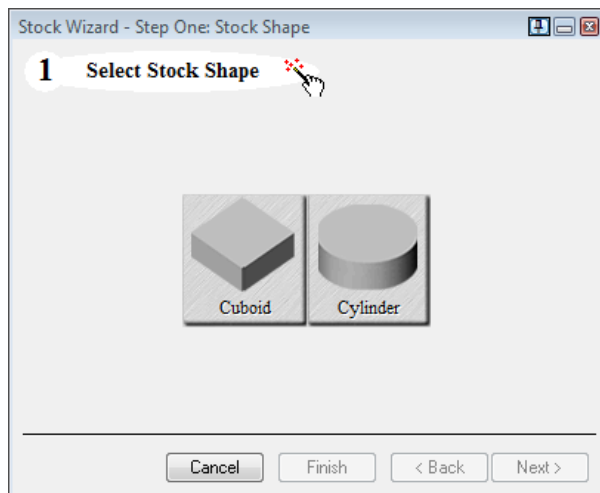 Stock Wizard - Step One: Stock Shape
1 Select Stock Shape
Cuboid Cylinder
Cancel Finish < Back Next >